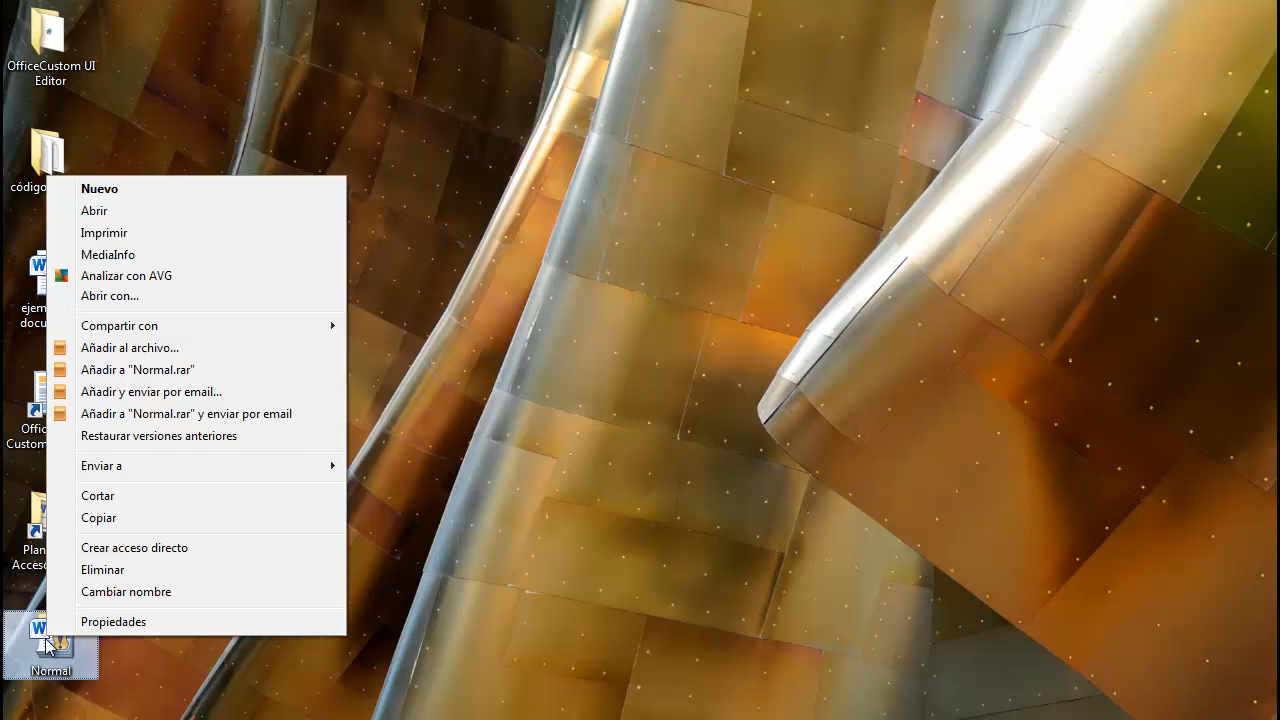 OfficeCustom UI
Editor
código
Nuevo
Abrir
Imprimir
MediaInfo
Analizar con AVG
Abrir con...
Compartir con
Añadir al archivo...
Añadir a "Normal.rar"
Añadir y enviar por email...
Añadir a "Normal.rar" y enviar por email
Restaurar versiones anteriores
Enviar a
Cortar
Copiar
Crear acceso directo
Eliminar
Cambiar nombre
Propiedades
ejem
docu
Offic
Custom
Plan
Acceso
Normal